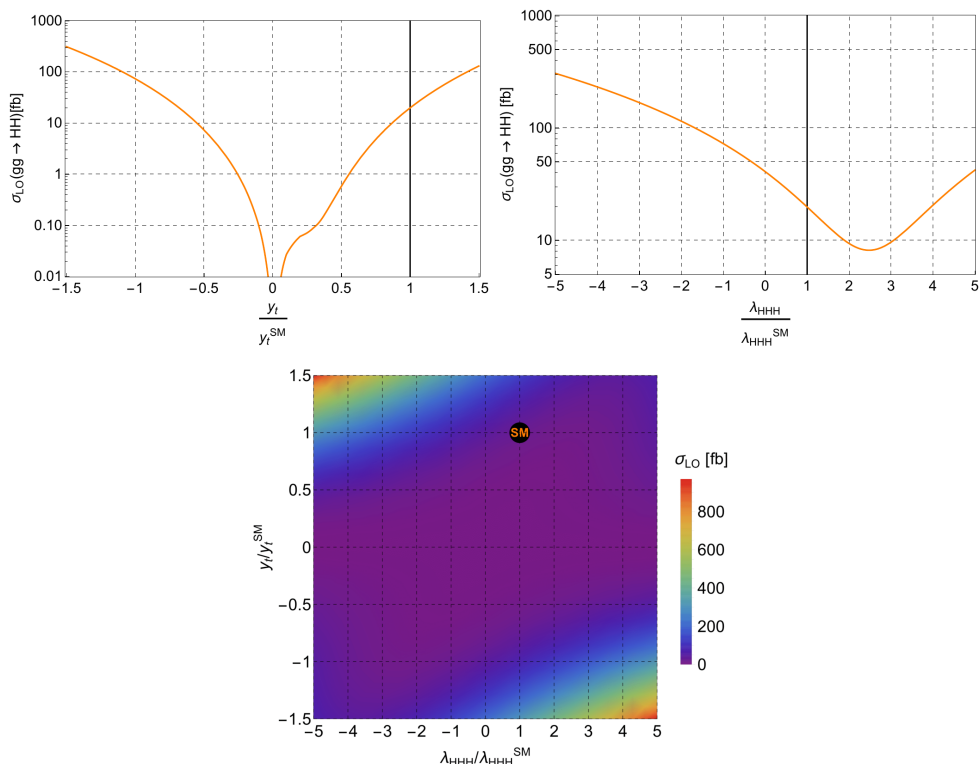 1000
100
10
1
0.10
0.01
σLO(gg → HH)[fb]
−1.5 −1 −0.5 0 0.5 1 1.5
yt
ytSM
1000
500
100
50
10
5
σLO(gg → HH) [fb]
−5 −4 −3 −2 −1 0 1 2 3 4 5
λHHH
λHHHSM
1.5
1
0.5
0
−0.5
−1
−1.5
yt/ytSM
SM
−5 −4 −3 −2 −1 0 1 2 3 4 5
λHHH/λHHHSM
σLO [fb]
800
600
400
200
0